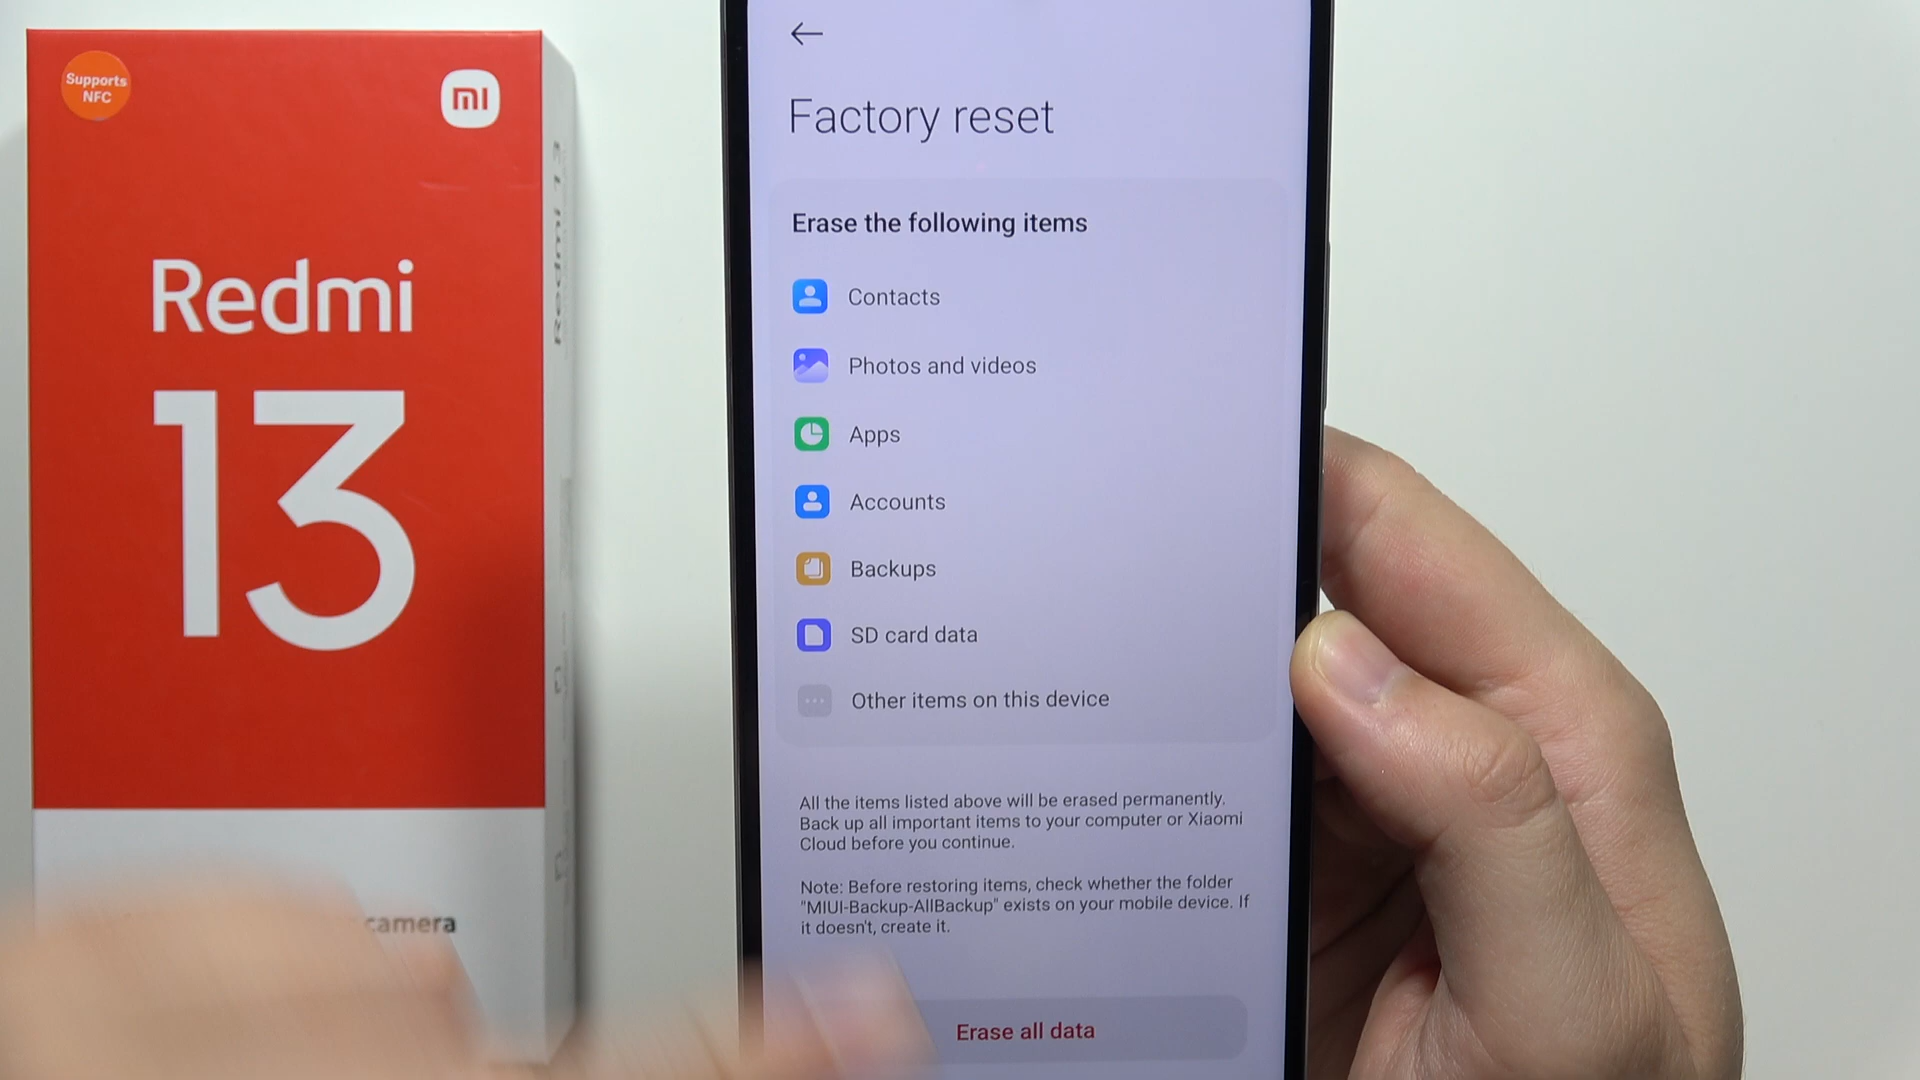 Supports
NFC
mi
Redmi
13
Redmi 13
camera
Factory reset
Erase the following items
Contacts
Photos and videos
Apps
Accounts
Backups
SD card data
Other items on this device
All the items listed above will be erased permanently.
Back up all important items to your computer or Xiaomi
Cloud before you continue.
Note: Before restoring items, check whether the folder
"MIUI-Backup-AllBackup" exists on your mobile device. If
it doesn't, create it.
Erase all data